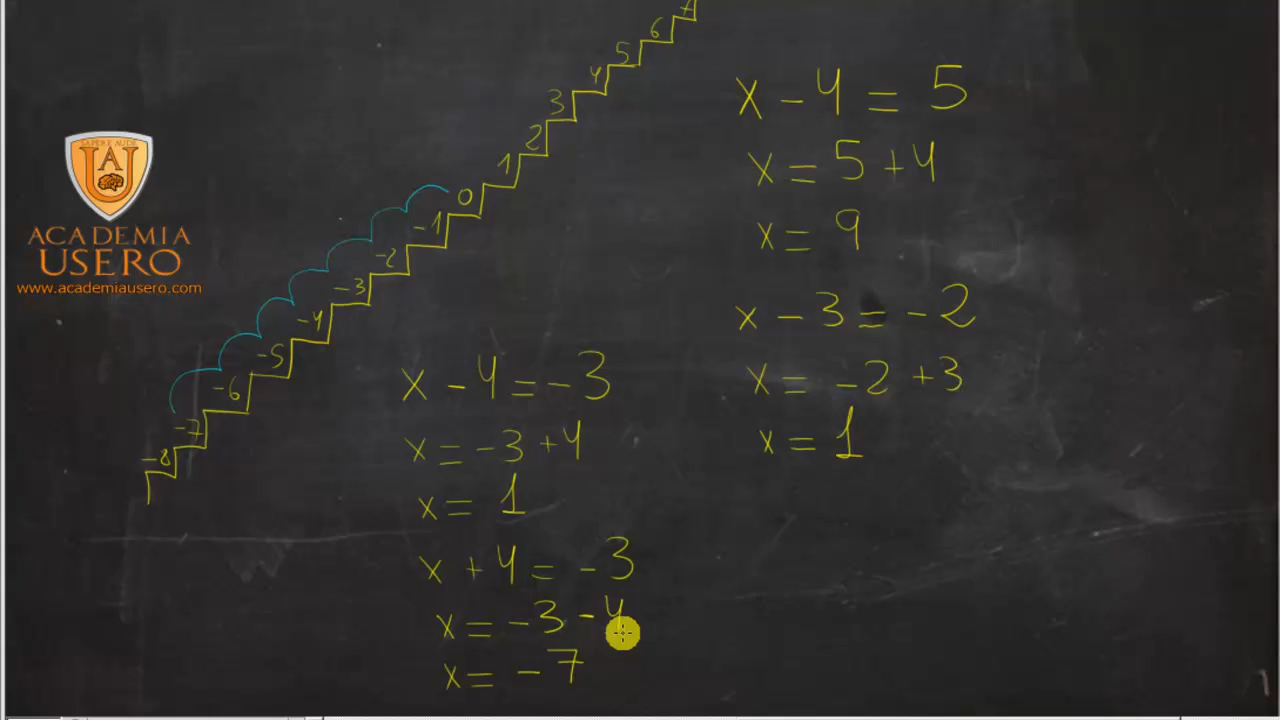 7
6
5
4
3
2
1
0
-1
-2
-3
-4
-5
-6
-7
-8
SAPERE AUDE
UA
ACADEMIA
USERO
www.academiausero.com
x - 4 = -3
x = -3 + 4
x = 1
x + 4 = -3
x = -3 - 4
x = -7
x - 4 = 5
x = 5 + 4
x = 9
x - 3 = -2
x = -2 + 3
x = 1